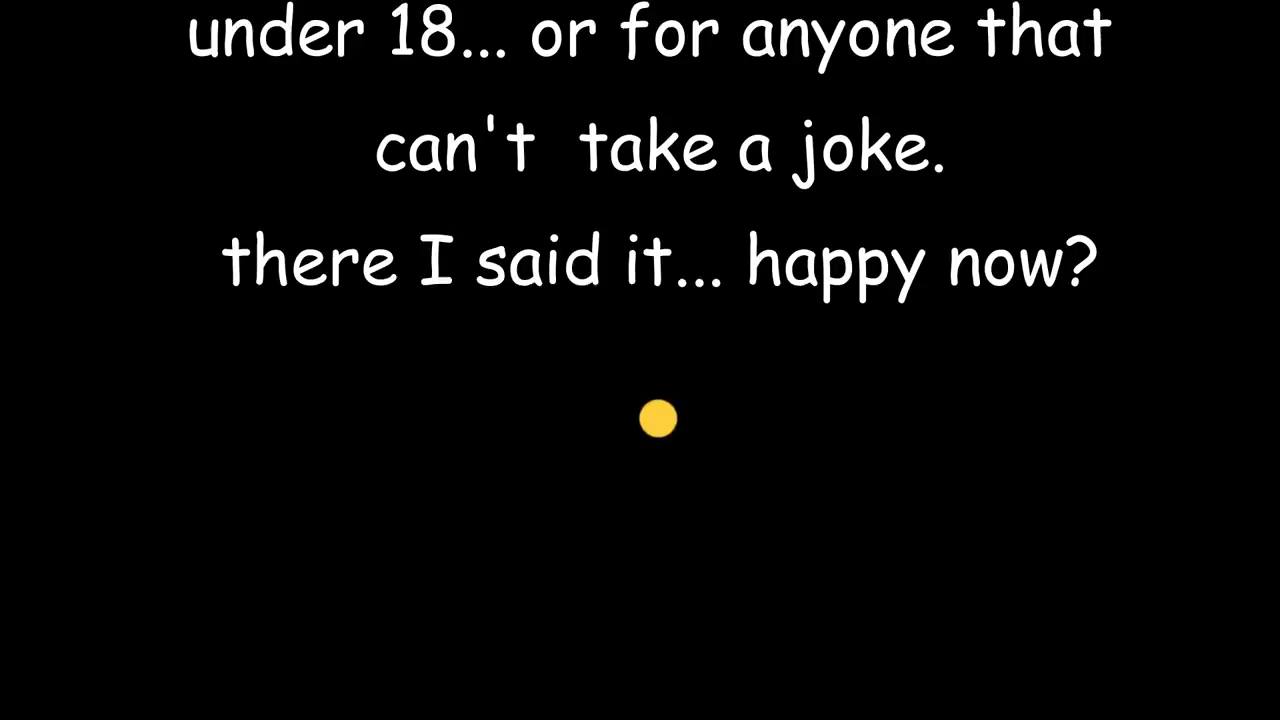 under 18... or for anyone that
can't take a joke.
there I said it... happy now?